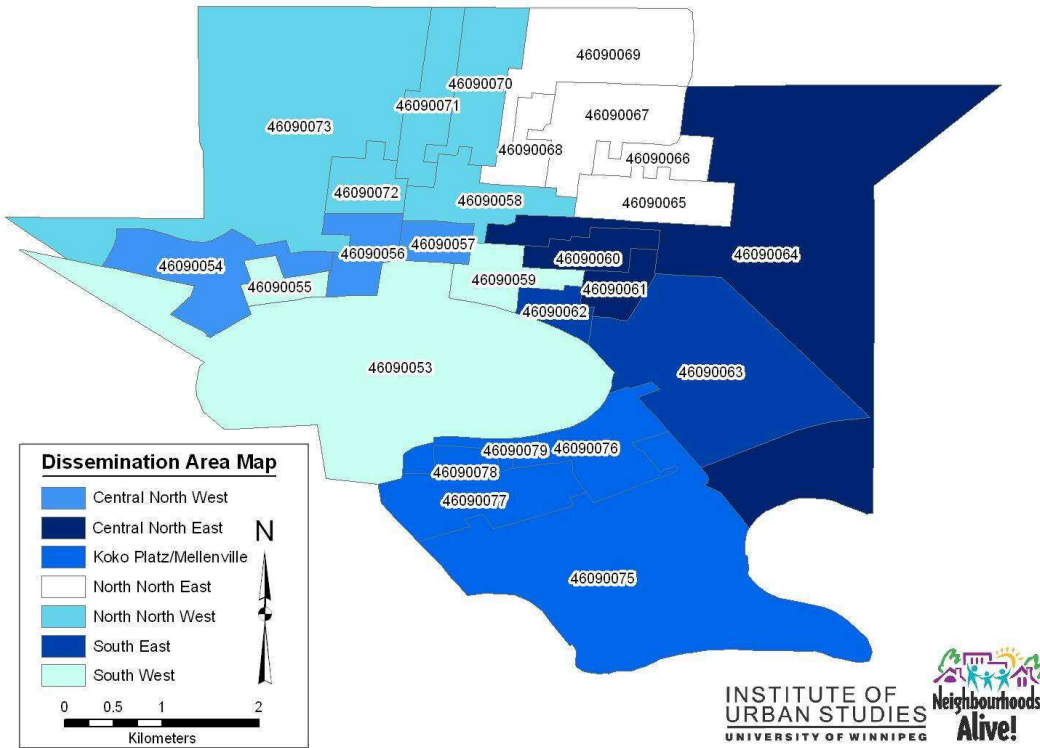 46090069
46090070
46090071
46090067
46090073
46090068
46090066
46090072
46090058
46090065
46090057
46090056
46090064
46090060
46090054
46090059
46090055
46090061
46090062
46090053
46090063
46090079
46090076
46090078
46090077
46090075
Dissemination Area Map
Central North West
Central North East
Koko Platz/Mellenville
North North East
North North West
South East
South West
N
0 0.5 1 2
Kilometers
INSTITUTE OF
URBAN STUDIES
UNIVERSITY OF WINNIPEG
Neighbourhoods
Alive!